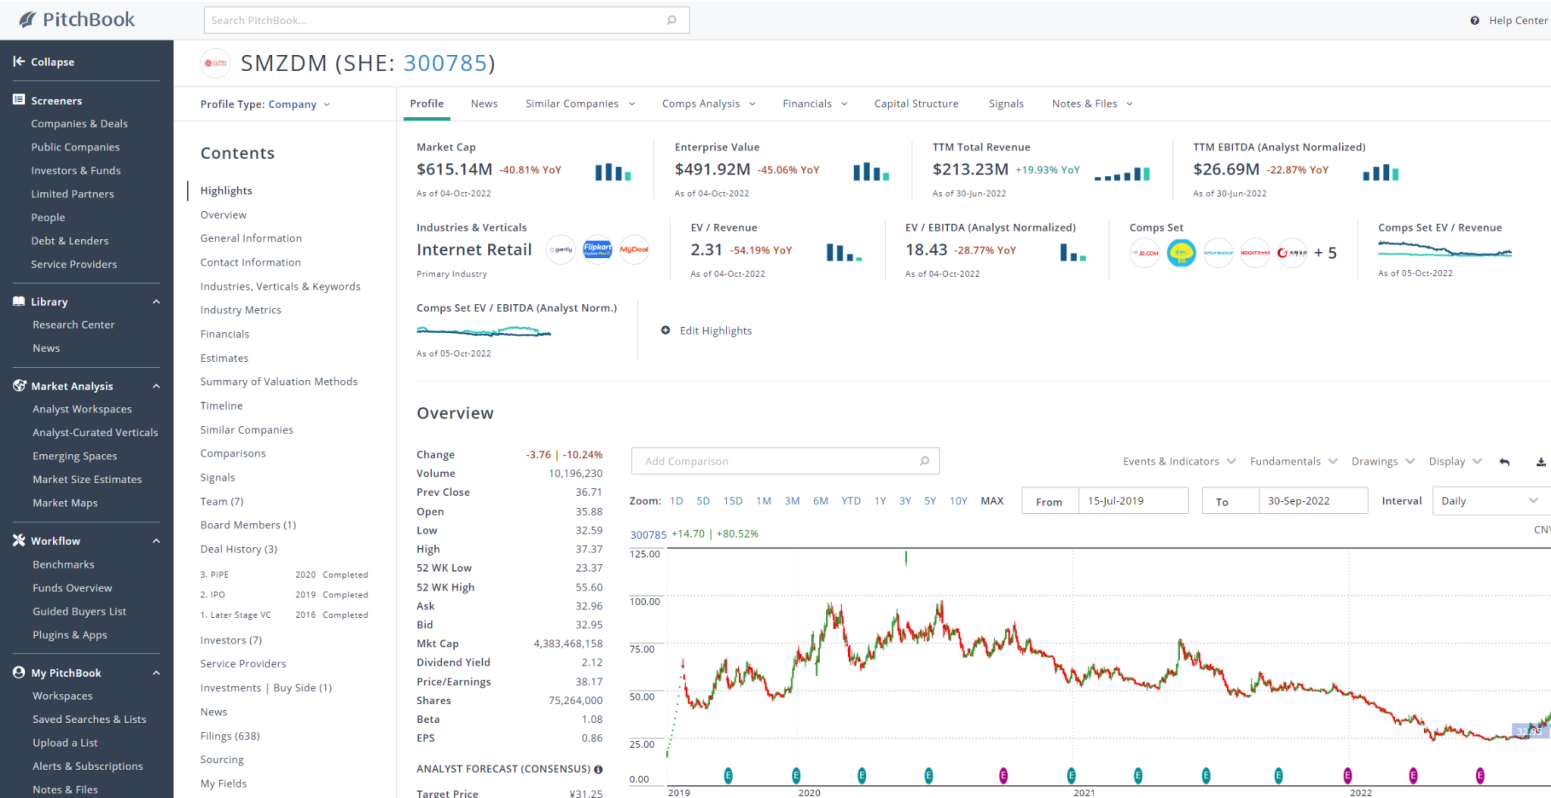 PitchBook
Search PitchBook...
Help Center
Collapse
SMZDM (SHE: 300785)
Screeners
Companies & Deals
Public Companies
Investors & Funds
Limited Partners
People
Debt & Lenders
Service Providers
Library
Research Center
News
Market Analysis
Analyst Workspaces
Analyst-Curated Verticals
Emerging Spaces
Market Size Estimates
Market Maps
Workflow
Benchmarks
Funds Overview
Guided Buyers List
Plugins & Apps
My PitchBook
Workspaces
Saved Searches & Lists
Upload a List
Alerts & Subscriptions
Notes & Files
Profile Type: Company
Contents
Highlights
Overview
General Information
Contact Information
Industries, Verticals & Keywords
Industry Metrics
Financials
Estimates
Summary of Valuation Methods
Timeline
Similar Companies
Comparisons
Signals
Team (7)
Board Members (1)
Deal History (3)
3. PIPE 2020 Completed
2. IPO 2019 Completed
1. Later Stage VC 2016 Completed
Investors (7)
Service Providers
Investments | Buy Side (1)
News
Filings (638)
Sourcing
My Fields
Profile News Similar Companies Comps Analysis Financials Capital Structure Signals Notes & Files
Market Cap
$615.14M -40.81% YoY
As of 04-Oct-2022
Enterprise Value
$491.92M -45.06% YoY
As of 04-Oct-2022
TTM Total Revenue
$213.23M +19.93% YoY
As of 30-Jun-2022
TTM EBITDA (Analyst Normalized)
$26.69M -22.87% YoY
As of 30-Jun-2022
Industries & Verticals
Internet Retail
Primary Industry
Flipkart
MyDeal
EV / Revenue
2.31 -54.19% YoY
As of 04-Oct-2022
EV / EBITDA (Analyst Normalized)
18.43 -28.77% YoY
As of 04-Oct-2022
Comps Set
JD.COM
+ 5
Comps Set EV / Revenue
As of 05-Oct-2022
Comps Set EV / EBITDA (Analyst Norm.)
As of 05-Oct-2022
Edit Highlights
Overview
Change -3.76 | -10.24%
Volume 10,196,230
Prev Close 36.71
Open 35.88
Low 32.59
High 37.37
52 WK Low 23.37
52 WK High 55.60
Ask 32.96
Bid 32.95
Mkt Cap 4,383,468,158
Dividend Yield 2.12
Price/Earnings 38.17
Shares 75,264,000
Beta 1.08
EPS 0.86
ANALYST FORECAST (CONSENSUS)
Target Price ¥31.25
Add Comparison
Events & Indicators Fundamentals Drawings Display
Zoom: 1D 5D 15D 1M 3M 6M YTD 1Y 3Y 5Y 10Y MAX
From 15-Jul-2019 To 30-Sep-2022 Interval Daily
300785 +14.70 | +80.52%
CNY
125.00
100.00
75.00
50.00
25.00
0.00
E E E E E E E E E E E E
2019 2020 2021 2022